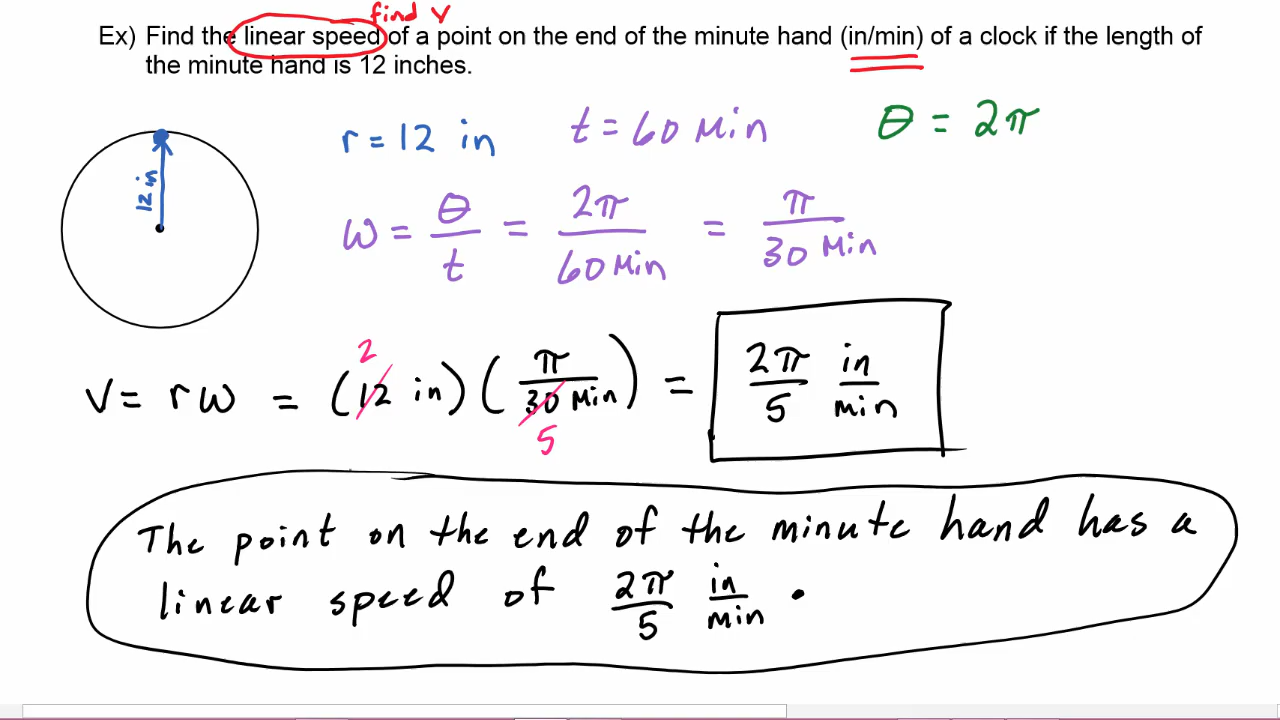 find v
Ex) Find the linear speed of a point on the end of the minute hand (in/min) of a clock if the length of
the minute hand is 12 inches.
r = 12 in t = 60 Min θ = 2π
12 in
ω = θ/t = 2π/60 Min = π/30 Min
2
v = rω = (12 in)(π/30 Min) = 2π/5 in/min
5
The point on the end of the minute hand has a
linear speed of 2π/5 in/min .